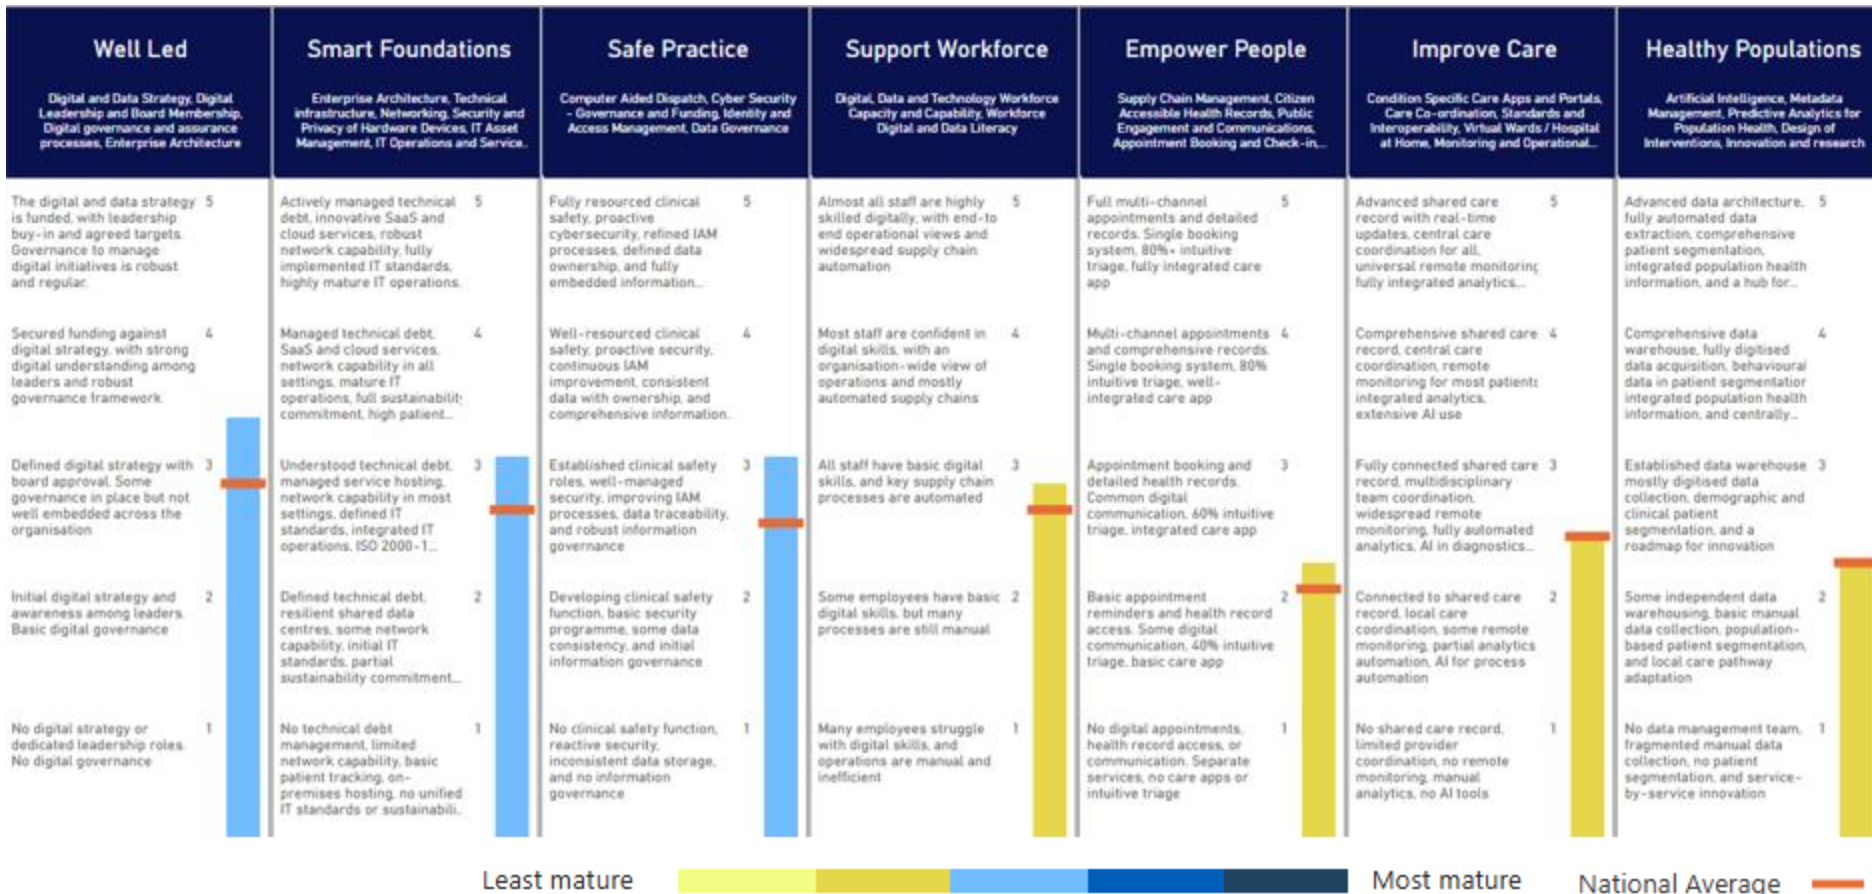 Well Led
Digital and Data Strategy, Digital
Leadership and Board Membership,
Digital governance and assurance
processes, Enterprise Architecture
The digital and data strategy 5
is funded, with leadership
buy-in and agreed targets.
Governance to manage
digital initiatives is robust
and regular.
Secured funding against 4
digital strategy, with strong
digital understanding among
leaders and robust
governance framework
Defined digital strategy with 3
board approval. Some
governance in place but not
well embedded across the
organisation
Initial digital strategy and 2
awareness among leaders.
Basic digital governance
No digital strategy or 1
dedicated leadership roles.
No digital governance
Smart Foundations
Enterprise Architecture, Technical
infrastructure, Networking, Security and
Privacy of Hardware Devices, IT Asset
Management, IT Operations and Service..
Actively managed technical 5
debt, innovative SaaS and
cloud services, robust
network capability, fully
implemented IT standards,
highly mature IT operations.
Managed technical debt, 4
SaaS and cloud services,
network capability in all
settings, mature IT
operations, full sustainability
commitment, high patient...
Understood technical debt, 3
managed service hosting,
network capability in most
settings, defined IT
standards, integrated IT
operations, ISO 2000-1...
Defined technical debt, 2
resilient shared data
centres, some network
capability, initial IT
standards, partial
sustainability commitment...
No technical debt 1
management, limited
network capability, basic
patient tracking, on-
premises hosting, no unified
IT standards or sustainabili.
Safe Practice
Computer Aided Dispatch, Cyber Security
- Governance and Funding, Identity and
Access Management, Data Governance
Fully resourced clinical 5
safety, proactive
cybersecurity, refined IAM
processes, defined data
ownership, and fully
embedded information...
Well-resourced clinical 4
safety, proactive security,
continuous IAM
improvement, consistent
data with ownership, and
comprehensive information.
Established clinical safety 3
roles, well-managed
security, improving IAM
processes, data traceability,
and robust information
governance
Developing clinical safety 2
function, basic security
programme, some data
consistency, and initial
information governance
No clinical safety function, 1
reactive security,
inconsistent data storage,
and no information
governance
Support Workforce
Digital, Data and Technology Workforce
Capacity and Capability, Workforce
Digital and Data Literacy
Almost all staff are highly 5
skilled digitally, with end-to
end operational views and
widespread supply chain
automation
Most staff are confident in 4
digital skills, with an
organisation-wide view of
operations and mostly
automated supply chains
All staff have basic digital 3
skills, and key supply chain
processes are automated
Some employees have basic 2
digital skills, but many
processes are still manual
Many employees struggle 1
with digital skills, and
operations are manual and
inefficient
Empower People
Supply Chain Management, Citizen
Accessible Health Records, Public
Engagement and Communications,
Appointment Booking and Check-in,...
Full multi-channel 5
appointments and detailed
records. Single booking
system, 80%+ intuitive
triage, fully integrated care
app
Multi-channel appointments 4
and comprehensive records.
Single booking system, 80%
intuitive triage, well-
integrated care app
Appointment booking and 3
detailed health records.
Common digital
communication, 60% intuitive
triage, integrated care app
Basic appointment 2
reminders and health record
access. Some digital
communication, 40% intuitive
triage, basic care app
No digital appointments, 1
health record access, or
communication. Separate
services, no care apps or
intuitive triage
Improve Care
Condition Specific Care Apps and Portals,
Care Co-ordination, Standards and
Interoperability, Virtual Wards / Hospital
at Home, Monitoring and Operational...
Advanced shared care 5
record with real-time
updates, central care
coordination for all,
universal remote monitoring
fully integrated analytics,...
Comprehensive shared care 4
record, central care
coordination, remote
monitoring for most patients
integrated analytics,
extensive AI use
Fully connected shared care 3
record, multidisciplinary
team coordination,
widespread remote
monitoring, fully automated
analytics, AI in diagnostics...
Connected to shared care 2
record, local care
coordination, some remote
monitoring, partial analytics
automation, AI for process
automation
No shared care record, 1
limited provider
coordination, no remote
monitoring, manual
analytics, no AI tools
Healthy Populations
Artificial Intelligence, Metadata
Management, Predictive Analytics for
Population Health, Design of
Interventions, Innovation and research
Advanced data architecture, 5
fully automated data
extraction, comprehensive
patient segmentation,
integrated population health
information, and a hub for...
Comprehensive data 4
warehouse, fully digitised
data acquisition, behavioural
data in patient segmentation
integrated population health
information, and centrally...
Established data warehouse 3
mostly digitised data
collection, demographic and
clinical patient
segmentation, and a
roadmap for innovation
Some independent data 2
warehousing, basic manual
data collection, population-
based patient segmentation,
and local care pathway
adaptation
No data management team, 1
fragmented manual data
collection, no patient
segmentation, and service-
by-service innovation
Least mature
Most mature
National Average